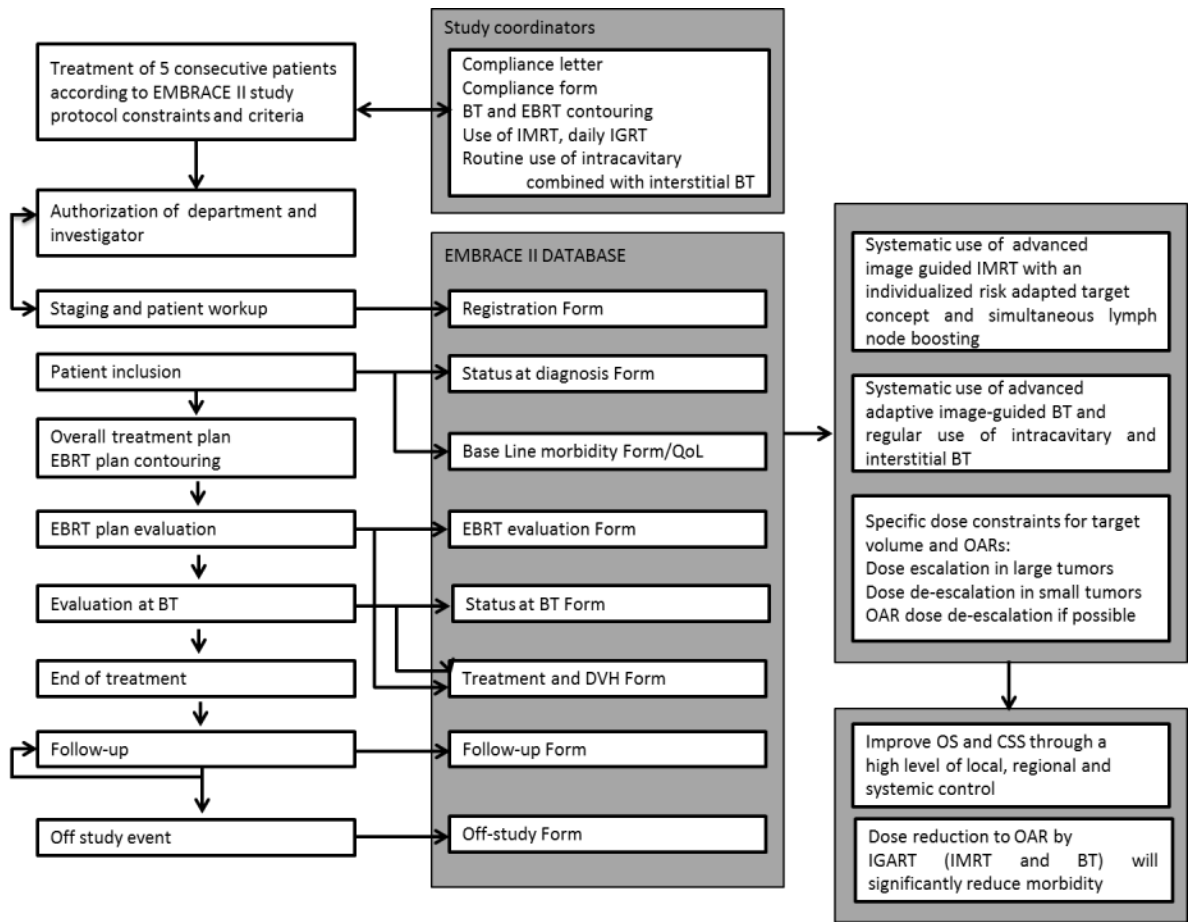 Treatment of 5 consecutive patients
according to EMBRACE II study
protocol constraints and criteria
Authorization of department and
investigator
Staging and patient workup
Patient inclusion
Overall treatment plan
EBRT plan contouring
EBRT plan evaluation
Evaluation at BT
End of treatment
Follow-up
Off study event
Study coordinators
Compliance letter
Compliance form
BT and EBRT contouring
Use of IMRT, daily IGRT
Routine use of intracavitary
combined with interstitial BT
EMBRACE II DATABASE
Registration Form
Status at diagnosis Form
Base Line morbidity Form/QoL
EBRT evaluation Form
Status at BT Form
Treatment and DVH Form
Follow-up Form
Off-study Form
Systematic use of advanced
image guided IMRT with an
individualized risk adapted target
concept and simultaneous lymph
node boosting
Systematic use of advanced
adaptive image-guided BT and
regular use of intracavitary and
interstitial BT
Specific dose constraints for target
volume and OARs:
Dose escalation in large tumors
Dose de-escalation in small tumors
OAR dose de-escalation if possible
Improve OS and CSS through a
high level of local, regional and
systemic control
Dose reduction to OAR by
IGART (IMRT and BT) will
significantly reduce morbidity